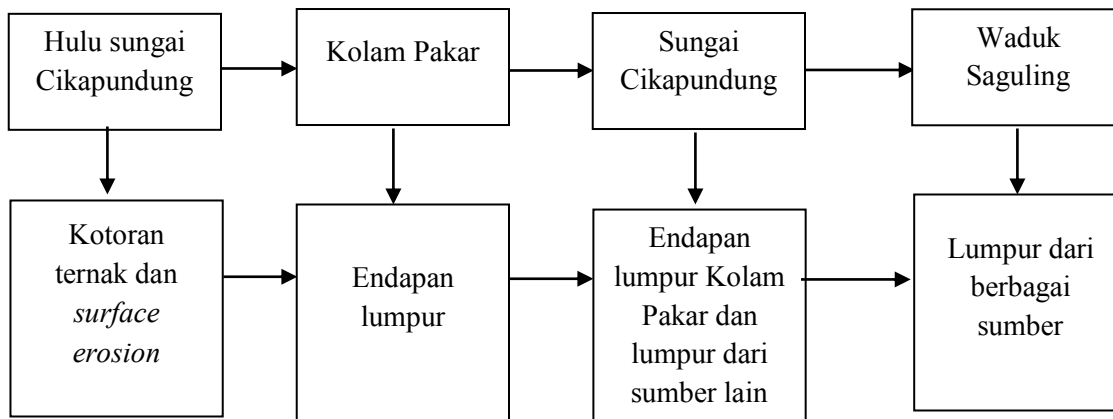 Hulu sungai
Cikapundung
Kolam Pakar
Sungai
Cikapundung
Waduk
Saguling
Kotoran
ternak dan
surface
erosion
Endapan
lumpur
Endapan
lumpur Kolam
Pakar dan
lumpur dari
sumber lain
Lumpur dari
berbagai
sumber